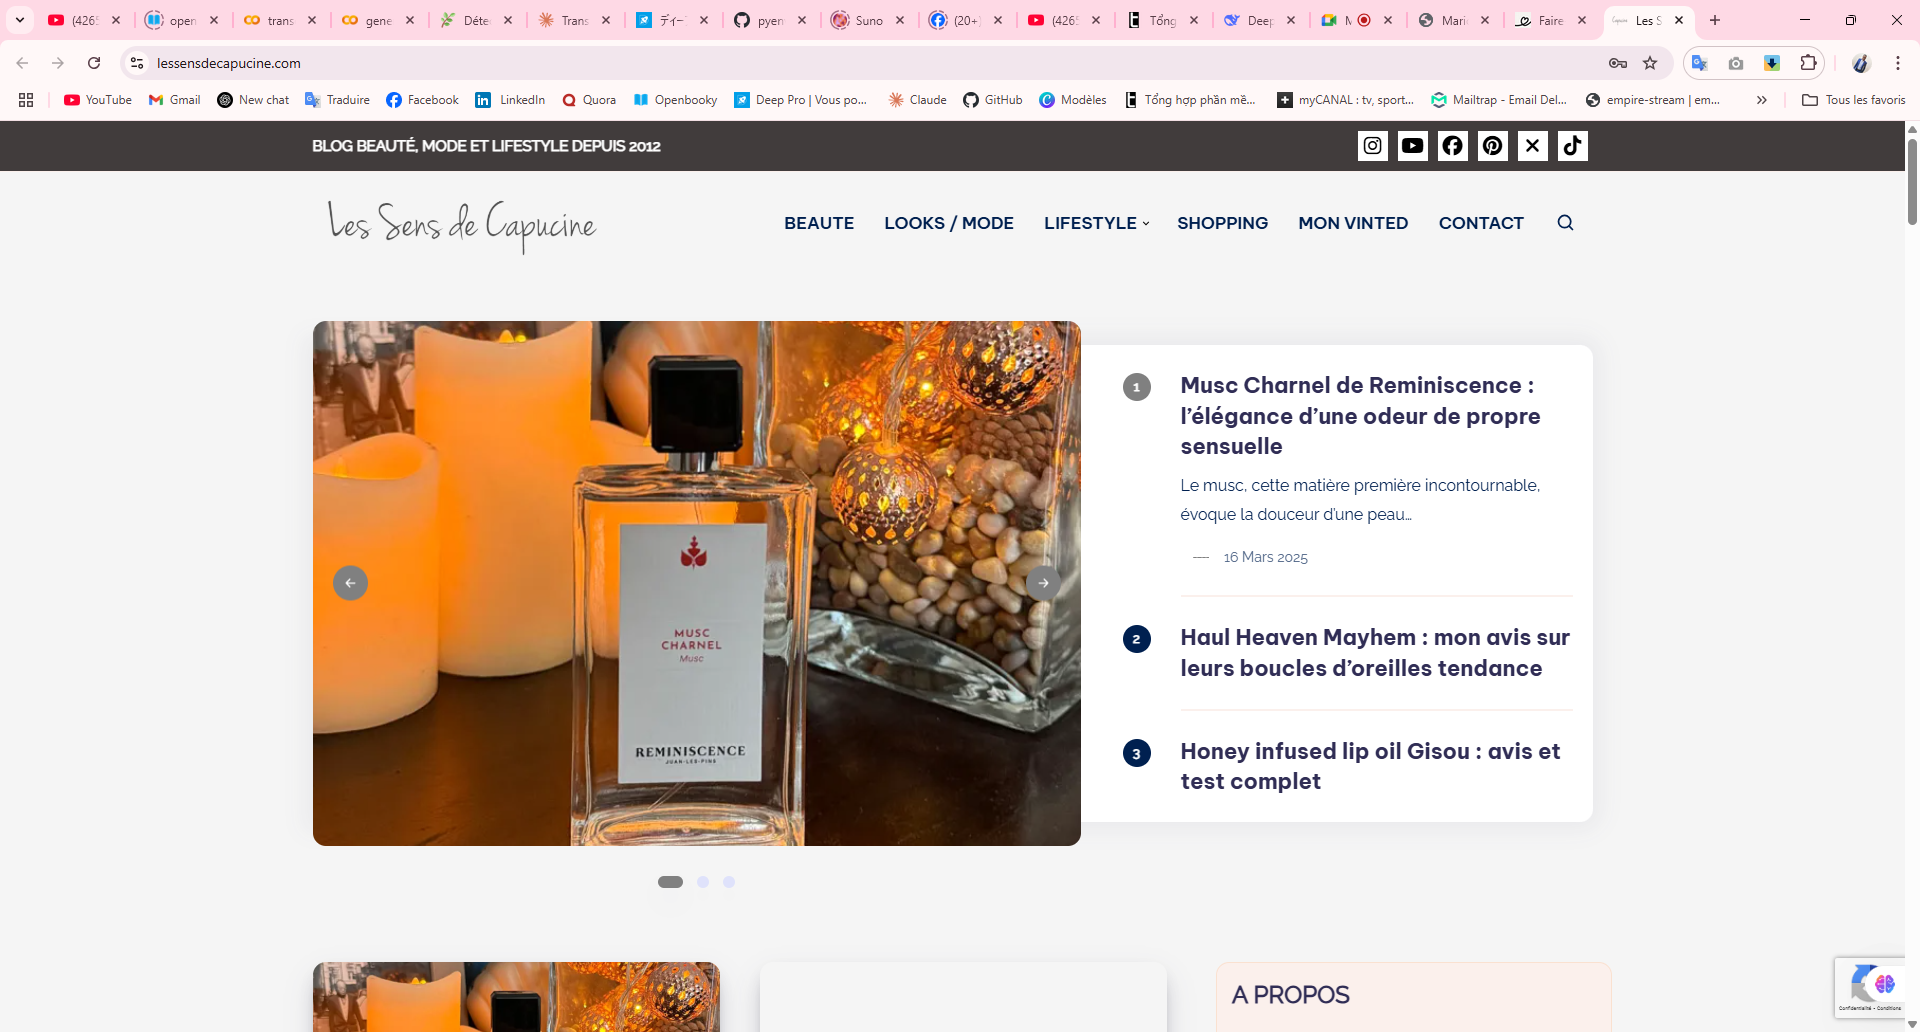 (426
open
trans
gene
Déte
Trans
ディー
pyen
Suno
(20+)
(426
Tổng
Deep
M
Mari
Faire
Les S
lessensdecapucine.com
YouTube
Gmail
New chat
Traduire
Facebook
LinkedIn
Quora
Openbooky
Deep Pro | Vous po...
Claude
GitHub
Modèles
Tổng hợp phần mề...
myCANAL : tv, sport...
Mailtrap - Email Del...
empire-stream | em...
Tous les favoris
BLOG BEAUTÉ, MODE ET LIFESTYLE DEPUIS 2012
Les Sens de Capucine
BEAUTE
LOOKS / MODE
LIFESTYLE
SHOPPING
MON VINTED
CONTACT
MUSC
CHARNEL
Musc
REMINISCENCE
JUAN-LES-PINS
1
Musc Charnel de Reminiscence :
l’élégance d’une odeur de propre
sensuelle
Le musc, cette matière première incontournable,
évoque la douceur d’une peau…
16 Mars 2025
2
Haul Heaven Mayhem : mon avis sur
leurs boucles d’oreilles tendance
3
Honey infused lip oil Gisou : avis et
test complet
A PROPOS
Confidentialité - Conditions